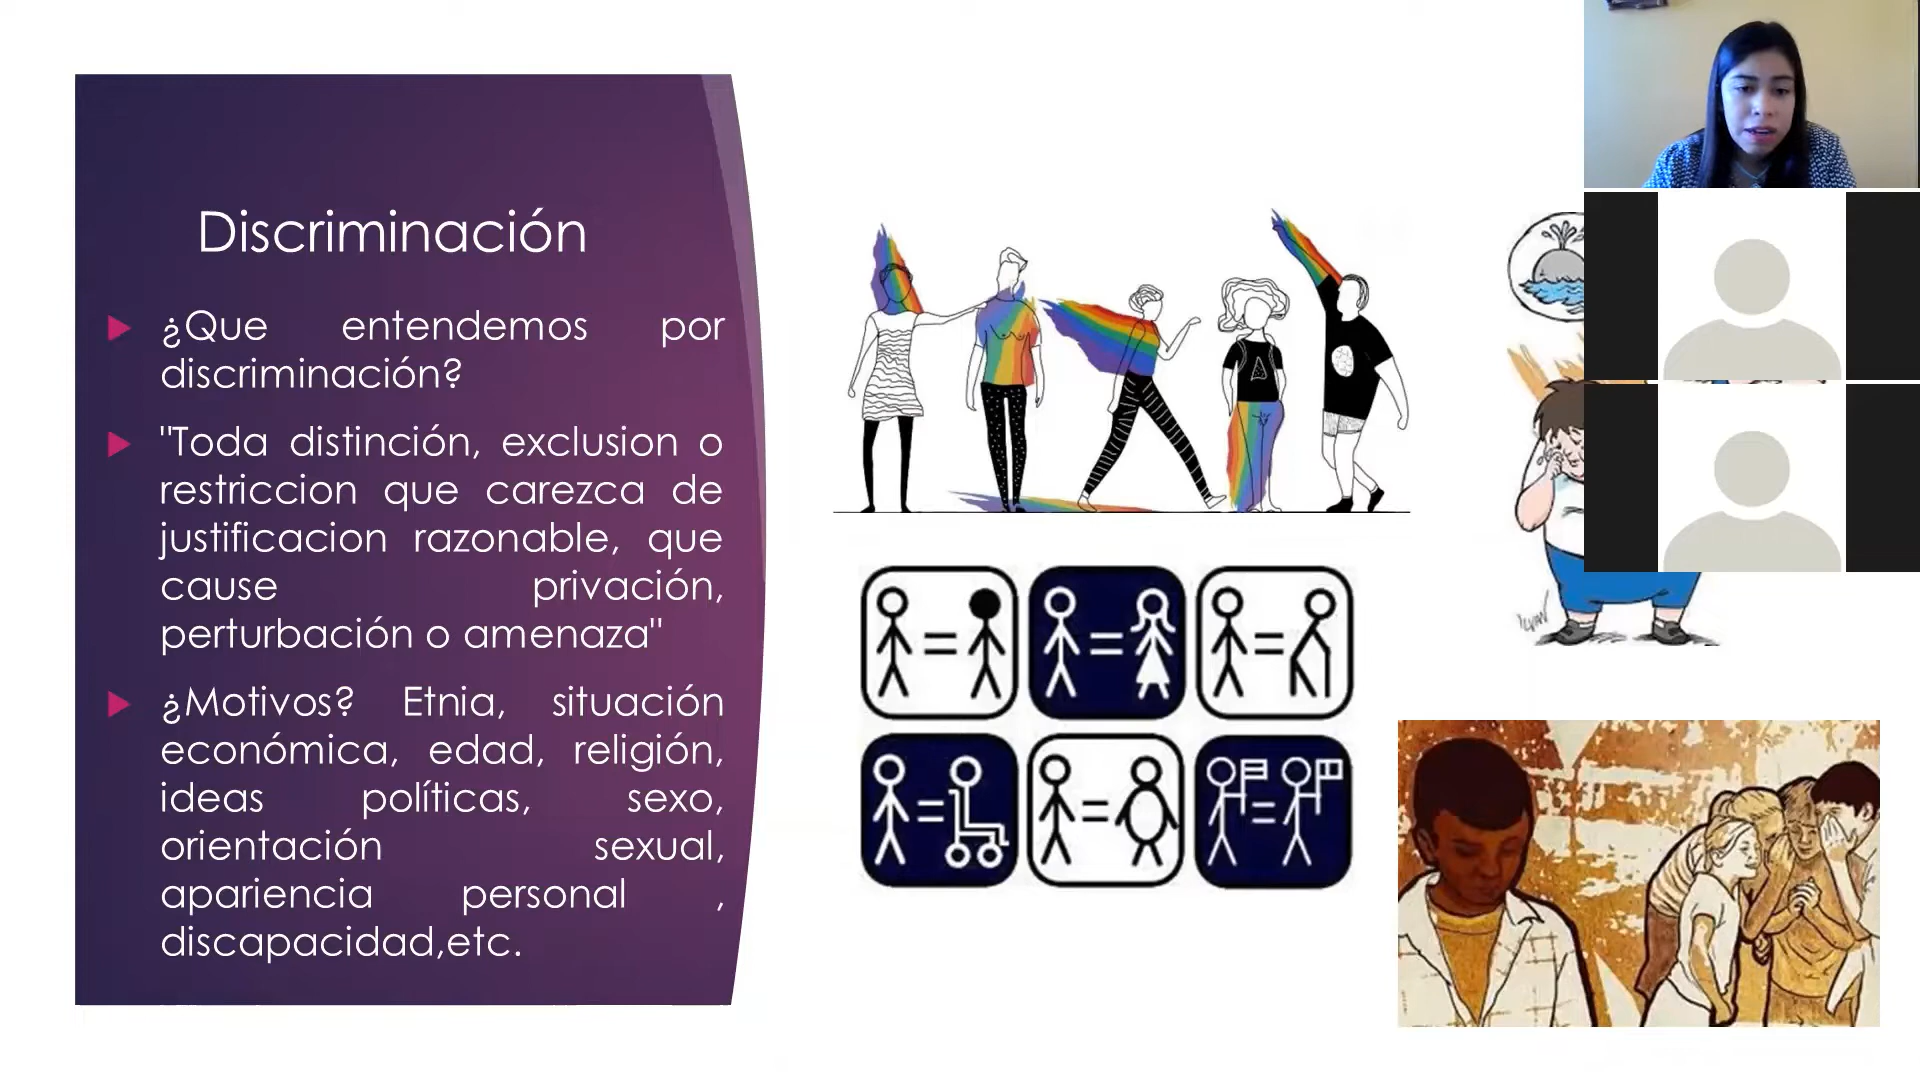 Discriminación
¿Que entendemos por
discriminación?
"Toda distinción, exclusion o
restriccion que carezca de
justificacion razonable, que
cause privación,
perturbación o amenaza"
¿Motivos? Etnia, situación
económica, edad, religión,
ideas políticas, sexo,
orientación sexual,
apariencia personal ,
discapacidad,etc.